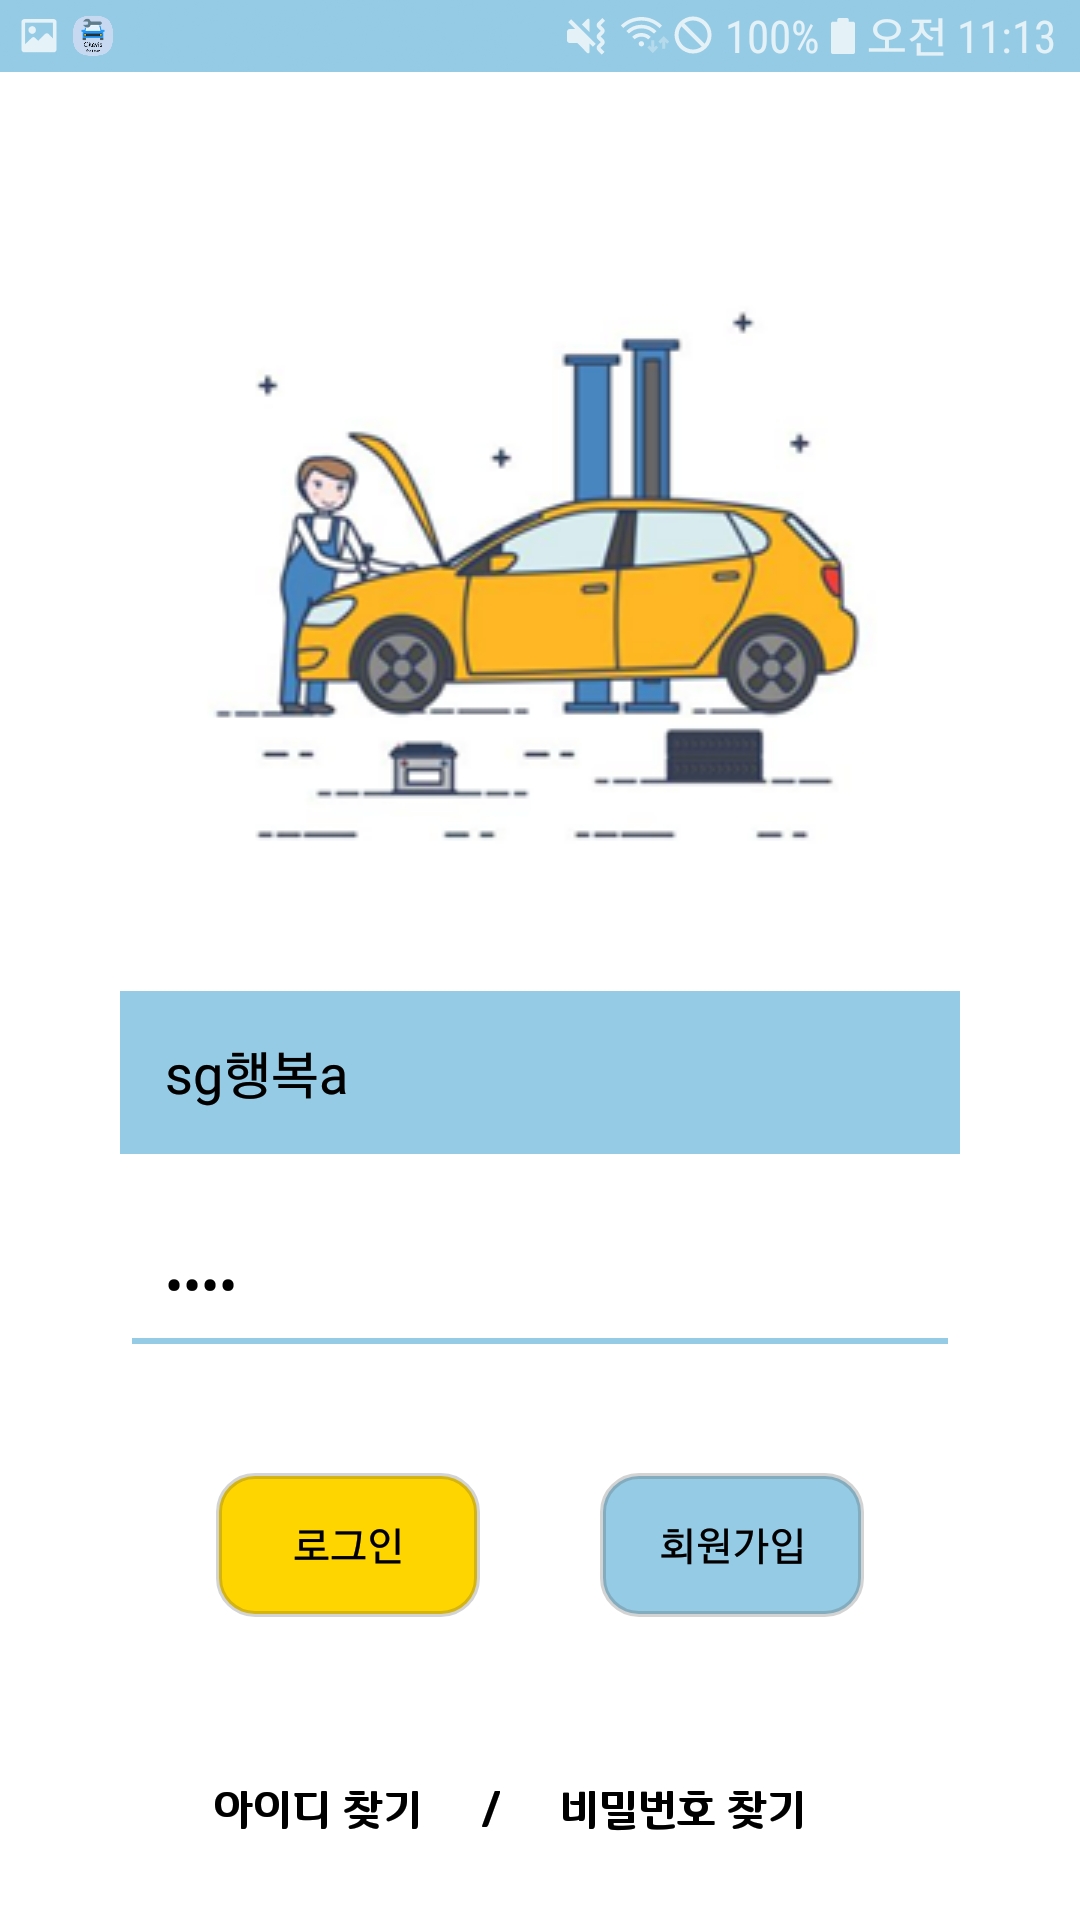 100% 오전 11:13
sg행복a
••••
로그인 회원가입
아이디 찾기 / 비밀번호 찾기